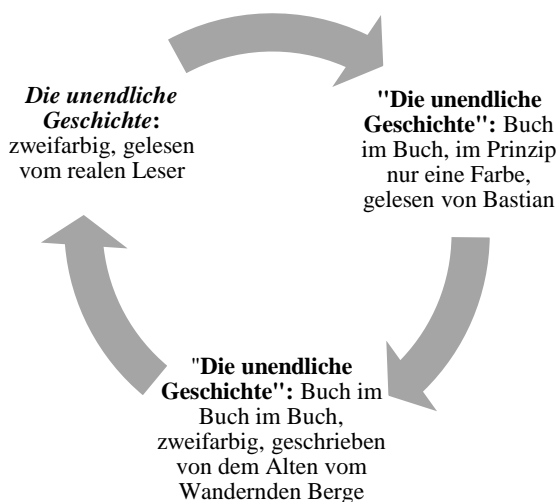 Die unendliche
Geschichte:
zweifarbig, gelesen
vom realen Leser
"Die unendliche
Geschichte": Buch
im Buch, im Prinzip
nur eine Farbe,
gelesen von Bastian
"Die unendliche
Geschichte": Buch im
Buch im Buch,
zweifarbig, geschrieben
von dem Alten vom
Wandernden Berge